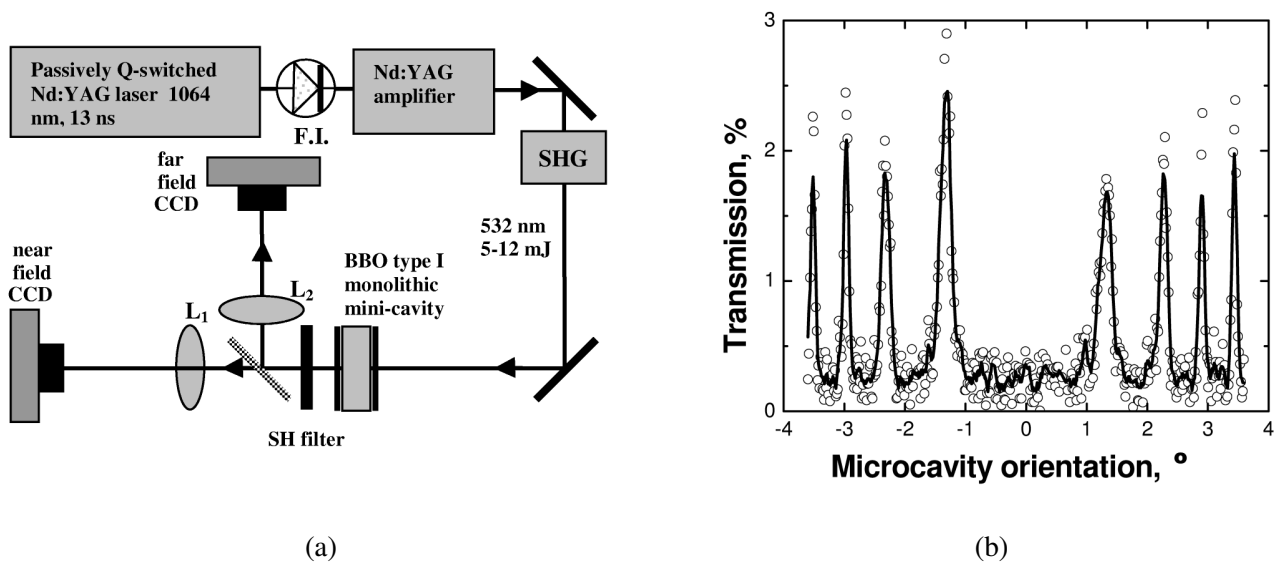 Passively Q-switched
Nd:YAG laser 1064
nm, 13 ns
F.I.
Nd:YAG
amplifier
SHG
far
field
CCD
532 nm
5-12 mJ
near
field
CCD
BBO type I
monolithic
mini-cavity
L1
L2
SH filter
(a)
Transmission, %
3
2
1
0
-4
-3
-2
-1
0
1
2
3
4
Microcavity orientation, º
(b)